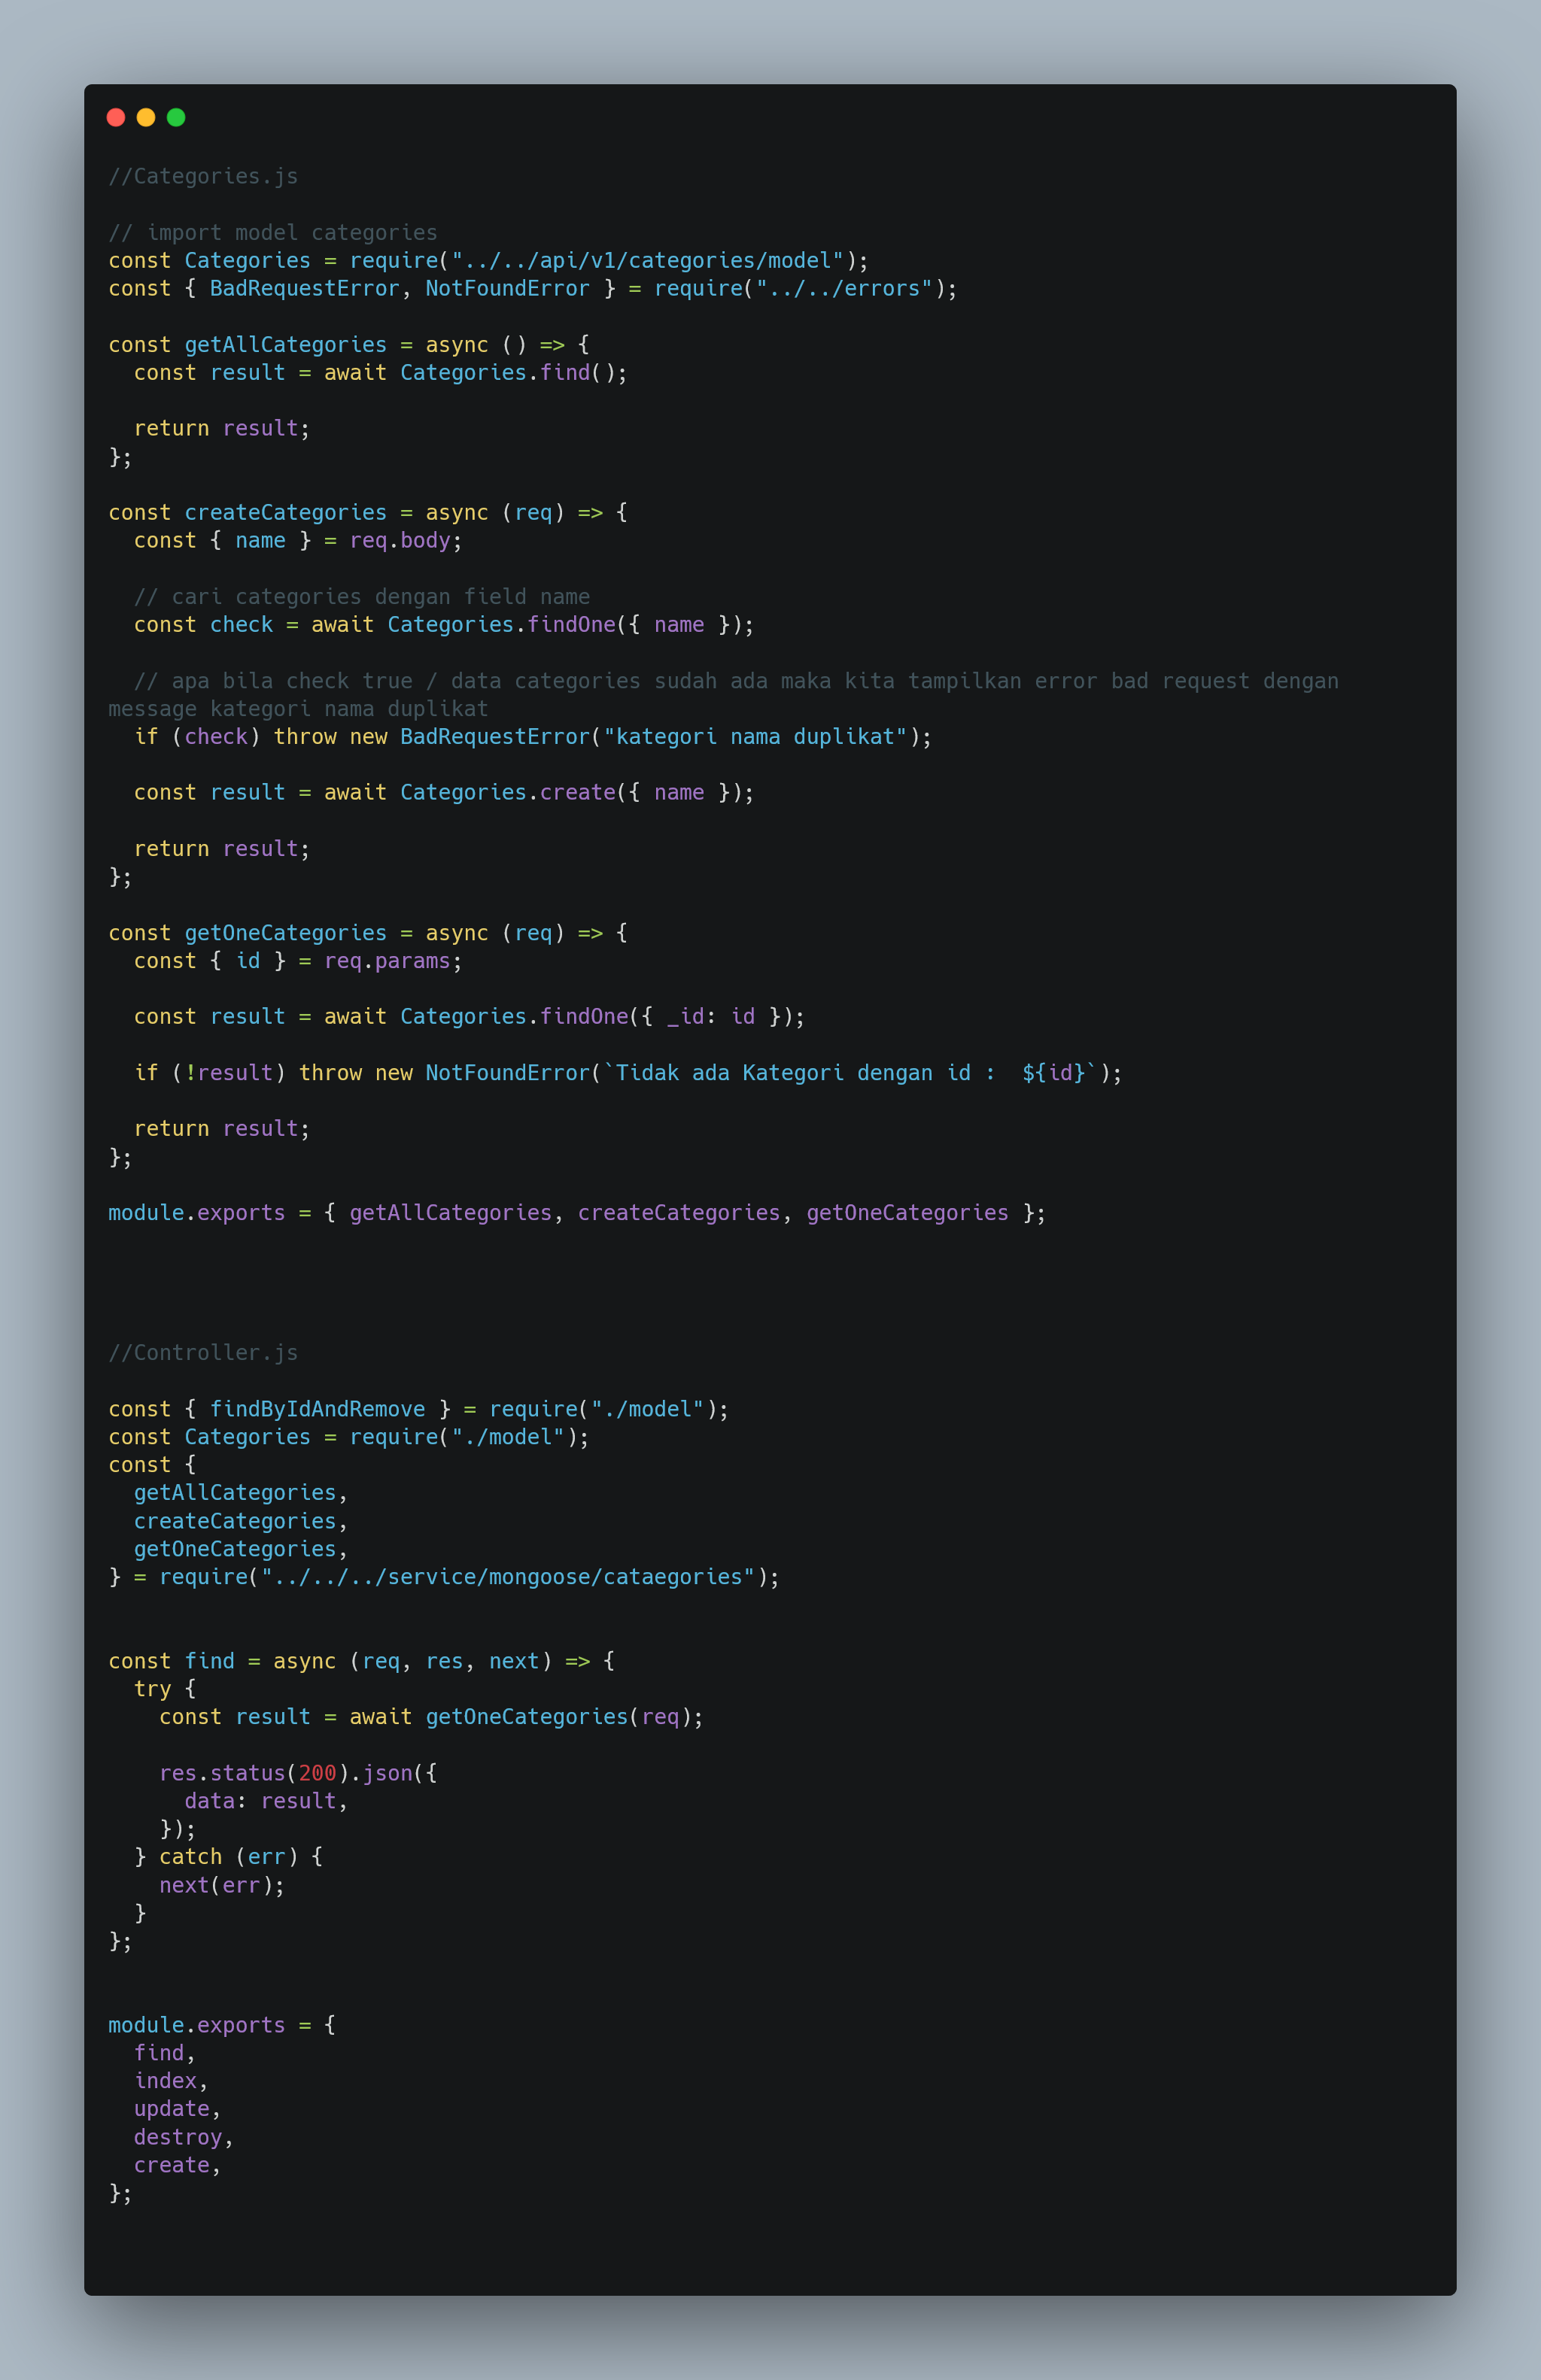 //Categories.js

// import model categories
const Categories = require("../../api/v1/categories/model");
const { BadRequestError, NotFoundError } = require("../../errors");

const getAllCategories = async () => {
  const result = await Categories.find();

  return result;
};

const createCategories = async (req) => {
  const { name } = req.body;

  // cari categories dengan field name
  const check = await Categories.findOne({ name });

  // apa bila check true / data categories sudah ada maka kita tampilkan error bad request dengan
message kategori nama duplikat
  if (check) throw new BadRequestError("kategori nama duplikat");

  const result = await Categories.create({ name });

  return result;
};

const getOneCategories = async (req) => {
  const { id } = req.params;

  const result = await Categories.findOne({ _id: id });

  if (!result) throw new NotFoundError(`Tidak ada Kategori dengan id :  ${id}`);

  return result;
};

module.exports = { getAllCategories, createCategories, getOneCategories };

//Controller.js

const { findByIdAndRemove } = require("./model");
const Categories = require("./model");
const {
  getAllCategories,
  createCategories,
  getOneCategories,
} = require("../../../service/mongoose/cataegories");

const find = async (req, res, next) => {
  try {
    const result = await getOneCategories(req);

    res.status(200).json({
      data: result,
    });
  } catch (err) {
    next(err);
  }
};

module.exports = {
  find,
  index,
  update,
  destroy,
  create,
};